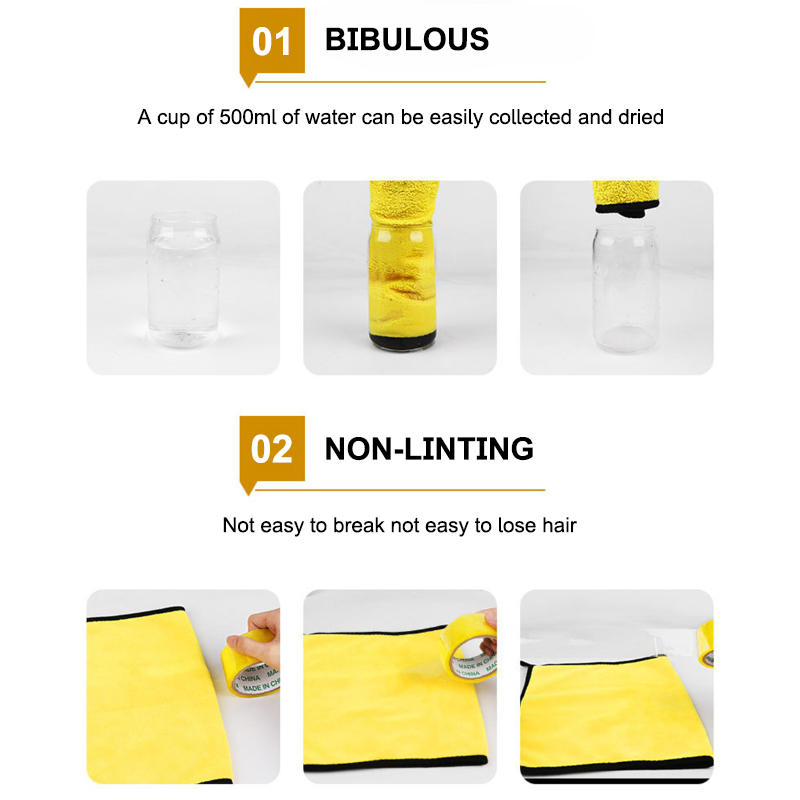 01 BIBULOUS
A cup of 500ml of water can be easily collected and dried
02 NON-LINTING
Not easy to break not easy to lose hair
MADE IN CHINA
MADE IN CHINA